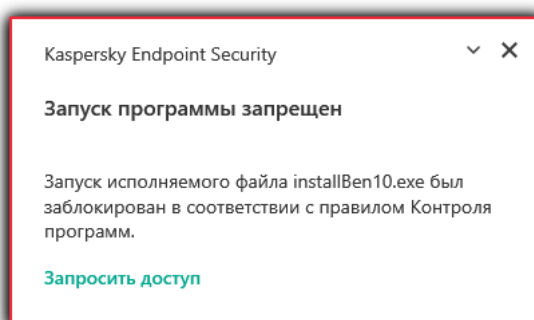 Kaspersky Endpoint Security
Запуск программы запрещен
Запуск исполняемого файла installBen10.exe был
заблокирован в соответствии с правилом Контроля
программ.
Запросить доступ